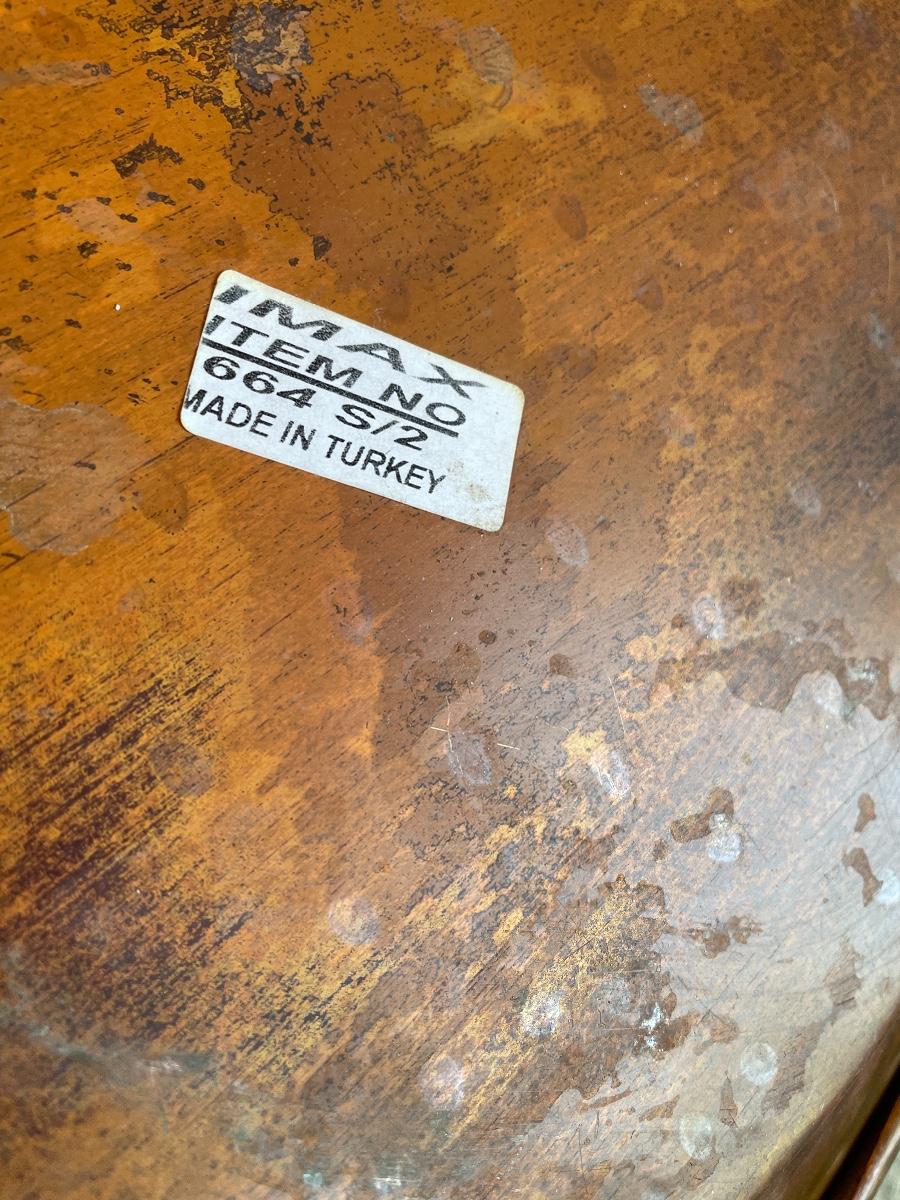 IMAX
ITEM NO
664 S/2
MADE IN TURKEY